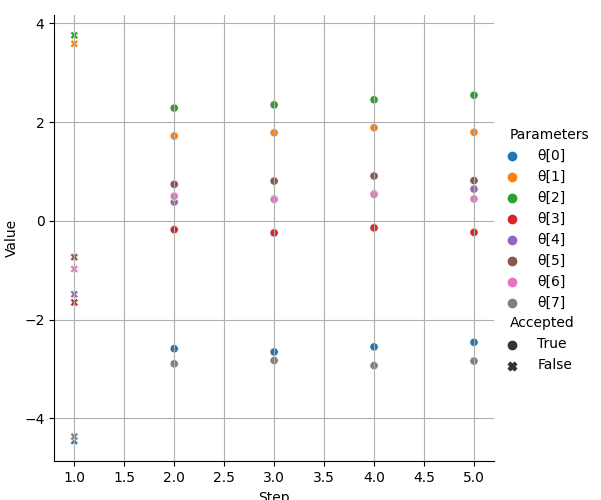 4
2
0
−2
−4
Value
1.0 1.5 2.0 2.5 3.0 3.5 4.0 4.5 5.0
Step
Parameters
θ[0]
θ[1]
θ[2]
θ[3]
θ[4]
θ[5]
θ[6]
θ[7]
Accepted
True
False